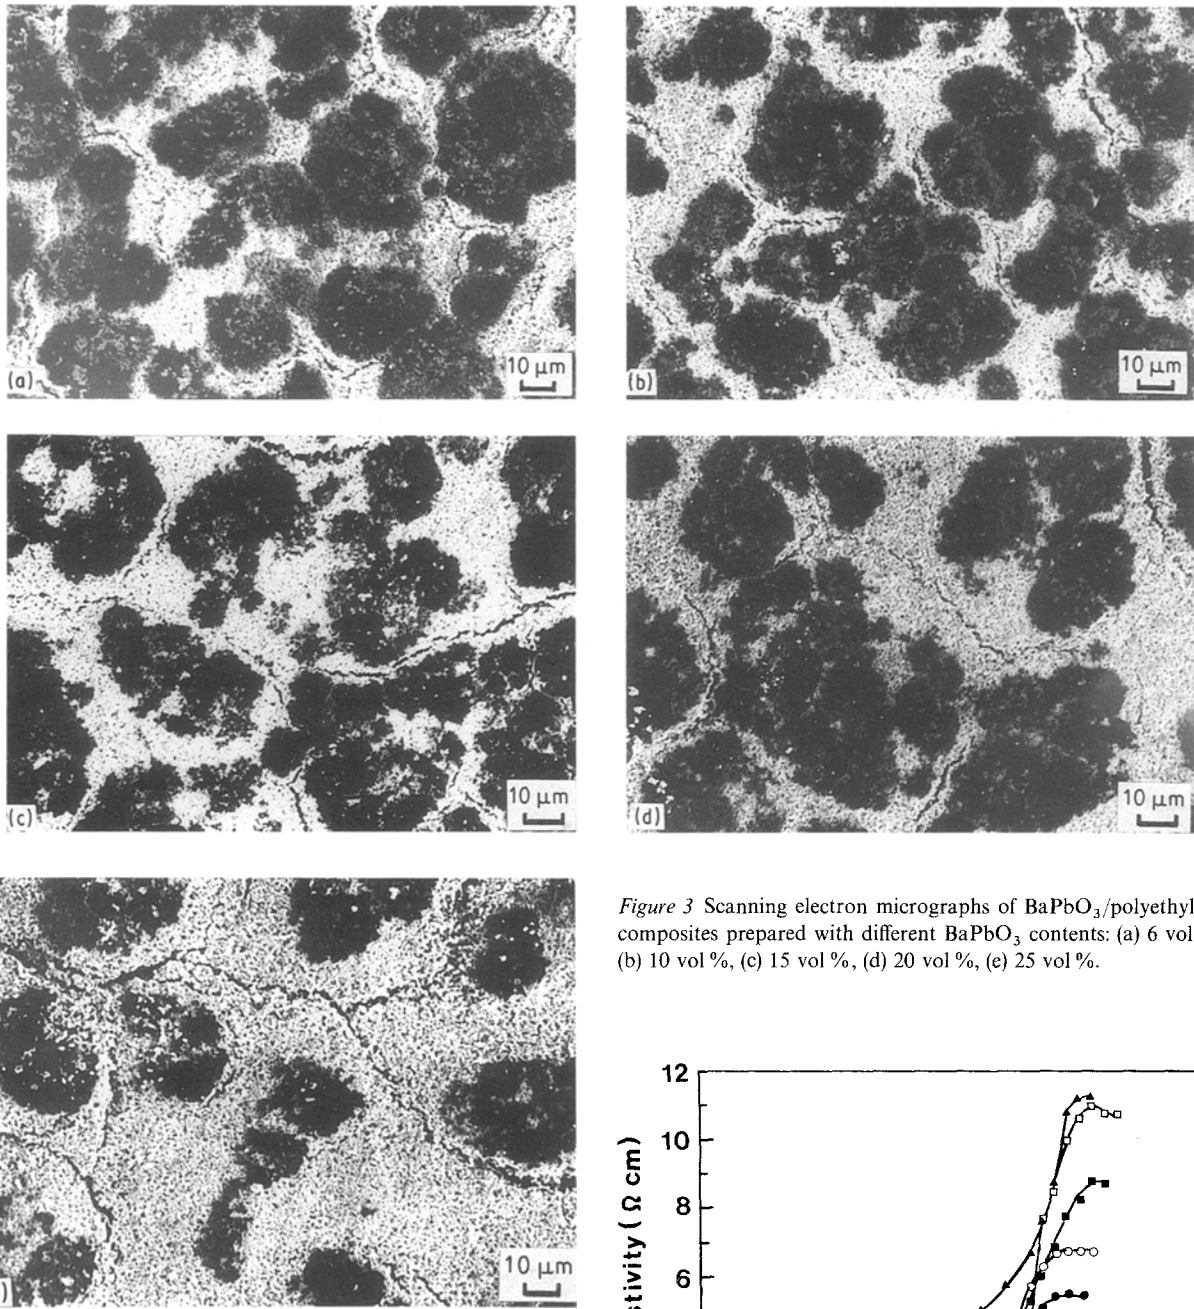 (a)
10 μm
(b)
10 μm
(c)
10 μm
(d)
10 μm
)
10 μm
Figure 3 Scanning electron micrographs of BaPbO₃/polyethyl
composites prepared with different BaPbO₃ contents: (a) 6 vol
(b) 10 vol %, (c) 15 vol %, (d) 20 vol %, (e) 25 vol %.
12
10
8
6
stivity (Ω cm)